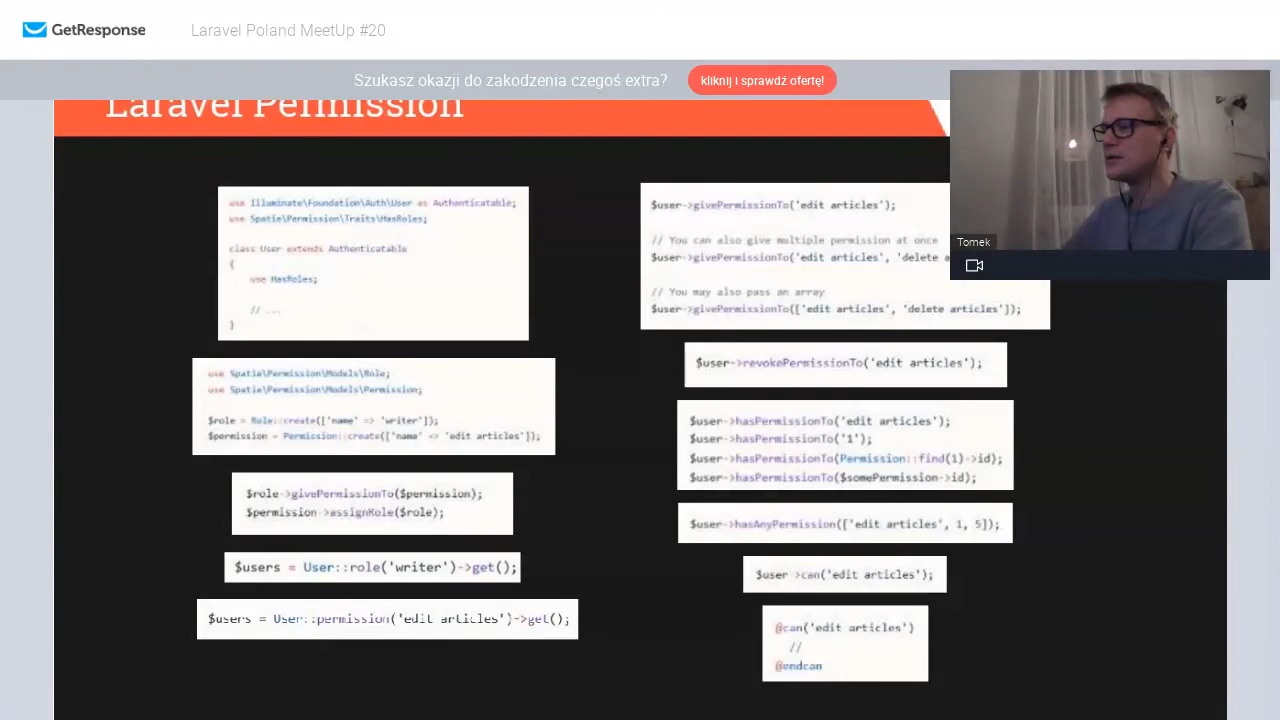 GetResponse
Laravel Poland MeetUp #20
Szukasz okazji do zakodzenia czegoś extra?
kliknij i sprawdź ofertę!
Laravel Permission
Tomek
use Illuminate\Foundation\Auth\User as Authenticatable;
use Spatie\Permission\Traits\HasRoles;
class User extends Authenticatable
{
use HasRoles;
// ...
}
use Spatie\Permission\Models\Role;
use Spatie\Permission\Models\Permission;
$role = Role::create(['name' => 'writer']);
$permission = Permission::create(['name' => 'edit articles']);
$role->givePermissionTo($permission);
$permission->assignRole($role);
$users = User::role('writer')->get();
$users = User::permission('edit articles')->get();
$user->givePermissionTo('edit articles');
// You can also give multiple permission at once
$user->givePermissionTo('edit articles', 'delete a
// You may also pass an array
$user->givePermissionTo(['edit articles', 'delete articles']);
$user->revokePermissionTo('edit articles');
$user->hasPermissionTo('edit articles');
$user->hasPermissionTo('1');
$user->hasPermissionTo(Permission::find(1)->id);
$user->hasPermissionTo($somePermission->id);
$user->hasAnyPermission(['edit articles', 1, 5]);
$user->can('edit articles');
@can('edit articles')
//
@endcan